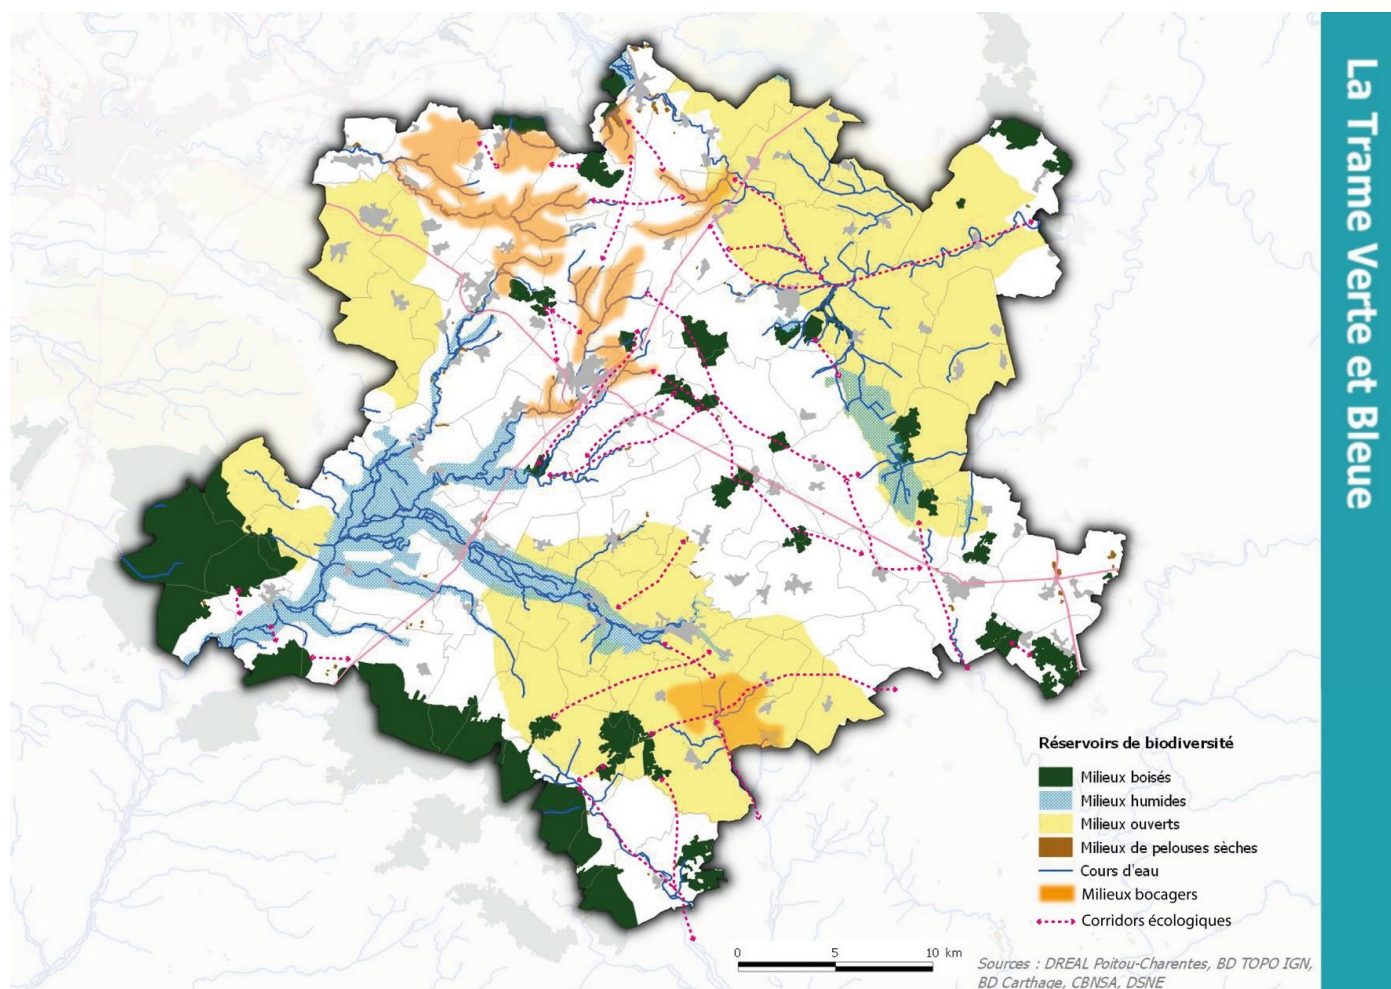 La Trame Verte et Bleue
Réservoirs de biodiversité
Milieux boisés
Milieux humides
Milieux ouverts
Milieux de pelouses sèches
Cours d'eau
Milieux bocagers
Corridors écologiques
0 5 10 km
Sources : DREAL Poitou-Charentes, BD TOPO IGN,
BD Carthage, CBNSA, DSNE